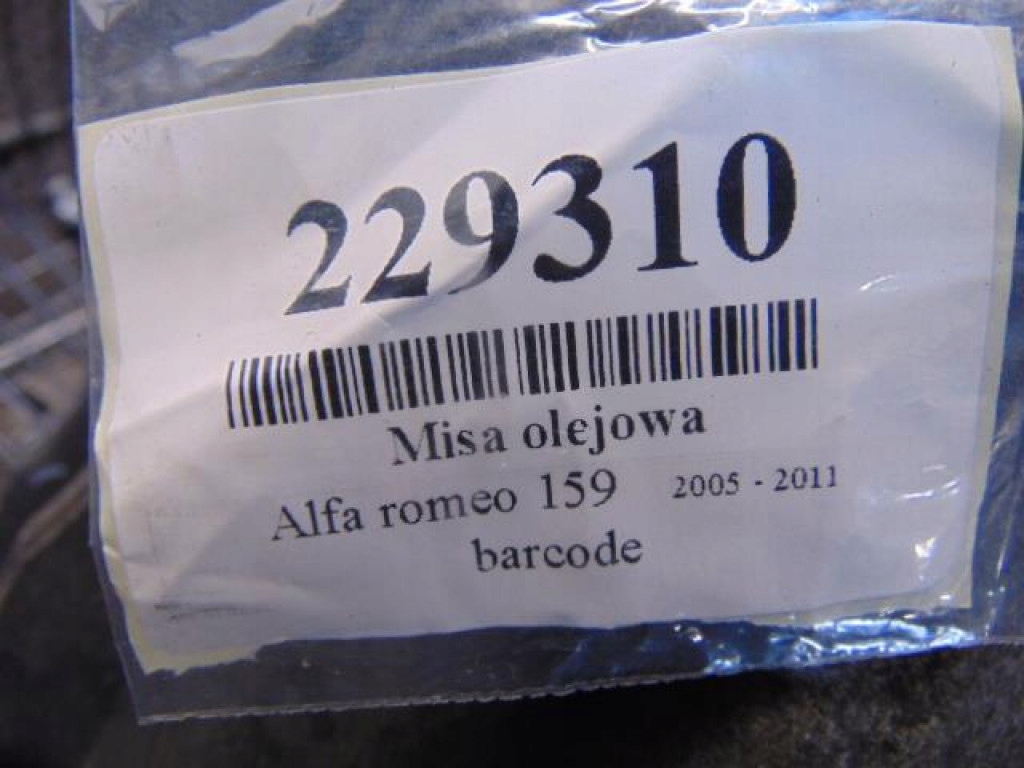 229310
Misa olejowa
Alfa romeo 159 2005 - 2011
barcode